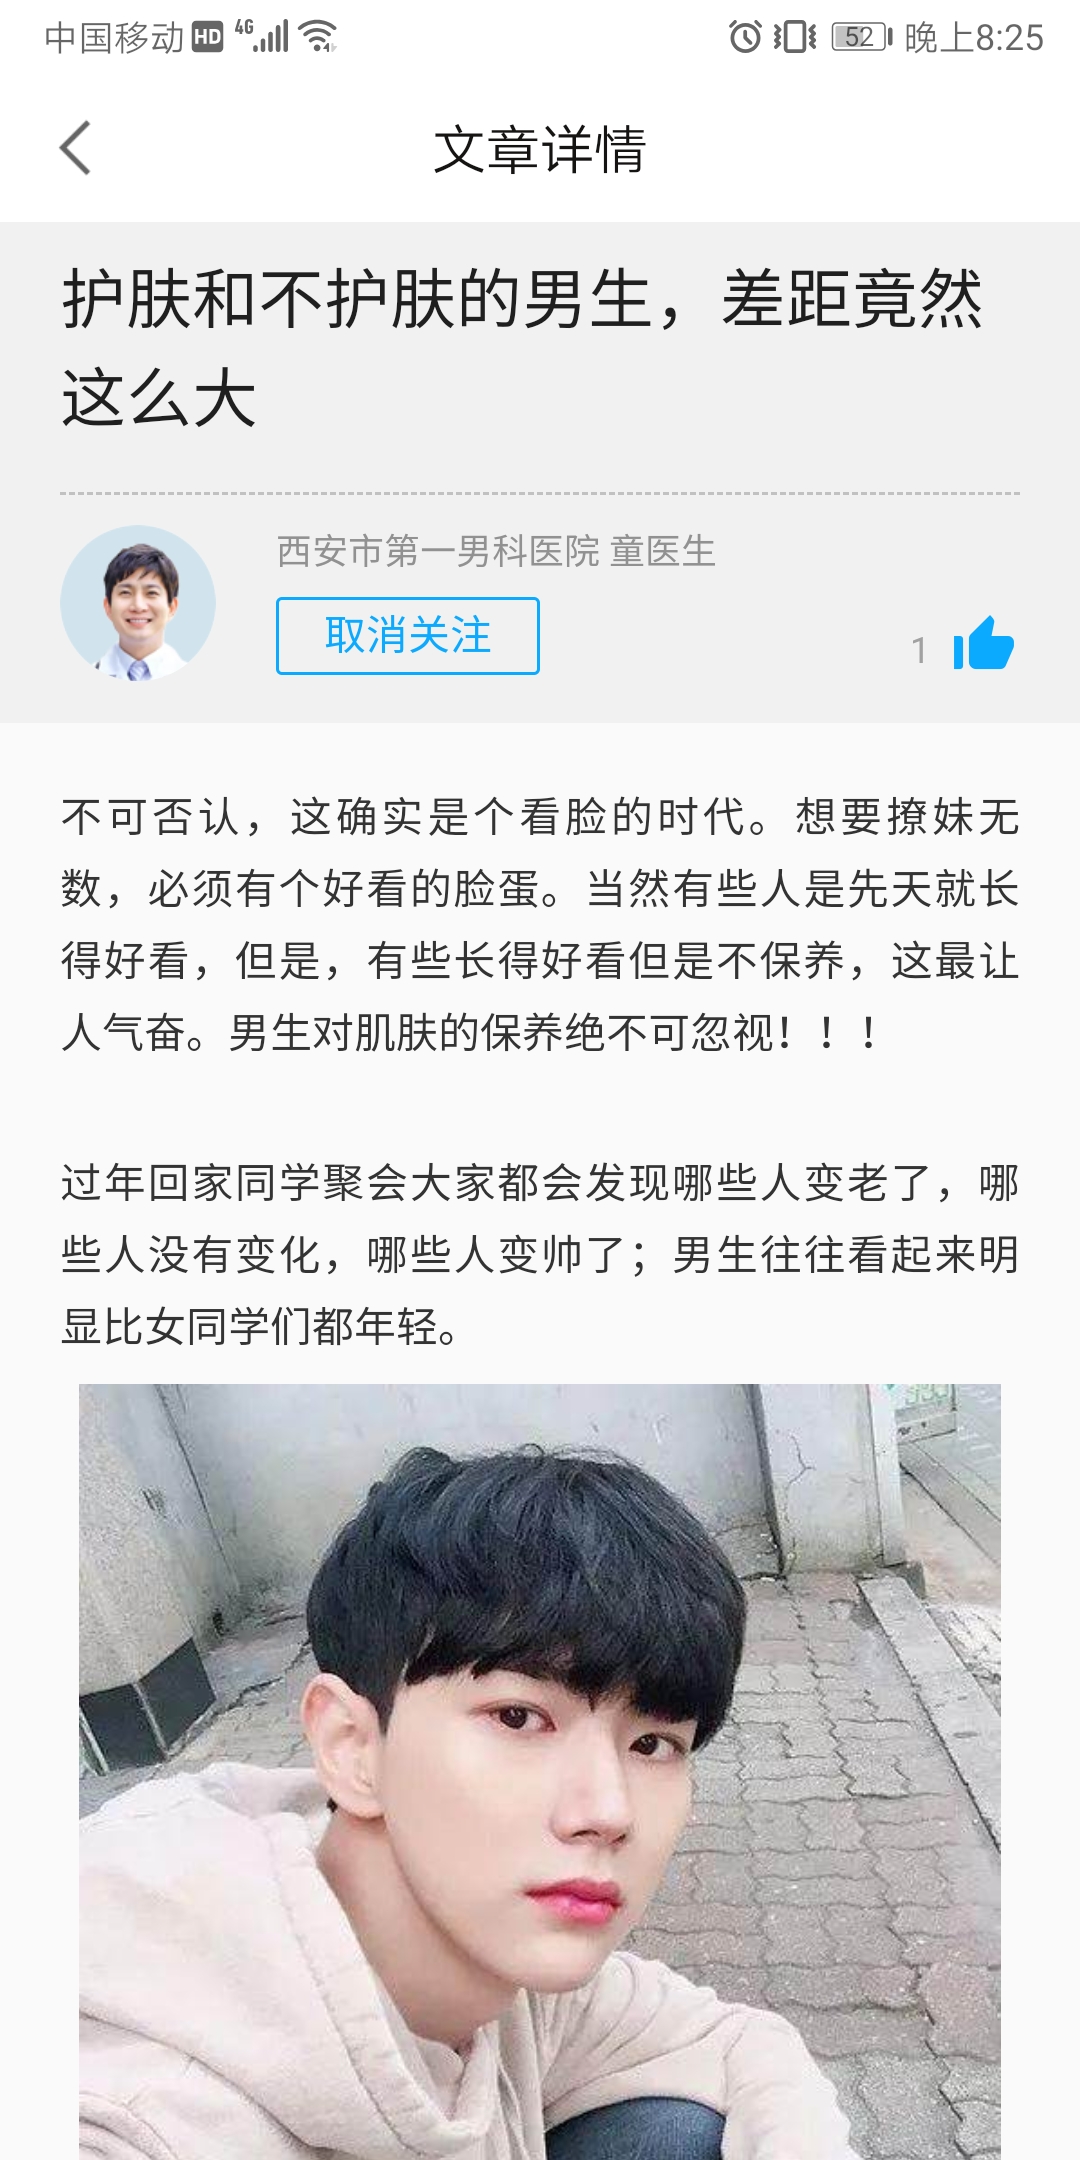 中国移动 HD 4G 52 晚上8:25
文章详情
护肤和不护肤的男生，差距竟然
这么大
西安市第一男科医院 童医生
取消关注
1
不可否认，这确实是个看脸的时代。想要撩妹无
数，必须有个好看的脸蛋。当然有些人是先天就长
得好看，但是，有些长得好看但是不保养，这最让
人气奋。男生对肌肤的保养绝不可忽视！！！
过年回家同学聚会大家都会发现哪些人变老了，哪
些人没有变化，哪些人变帅了；男生往往看起来明
显比女同学们都年轻。